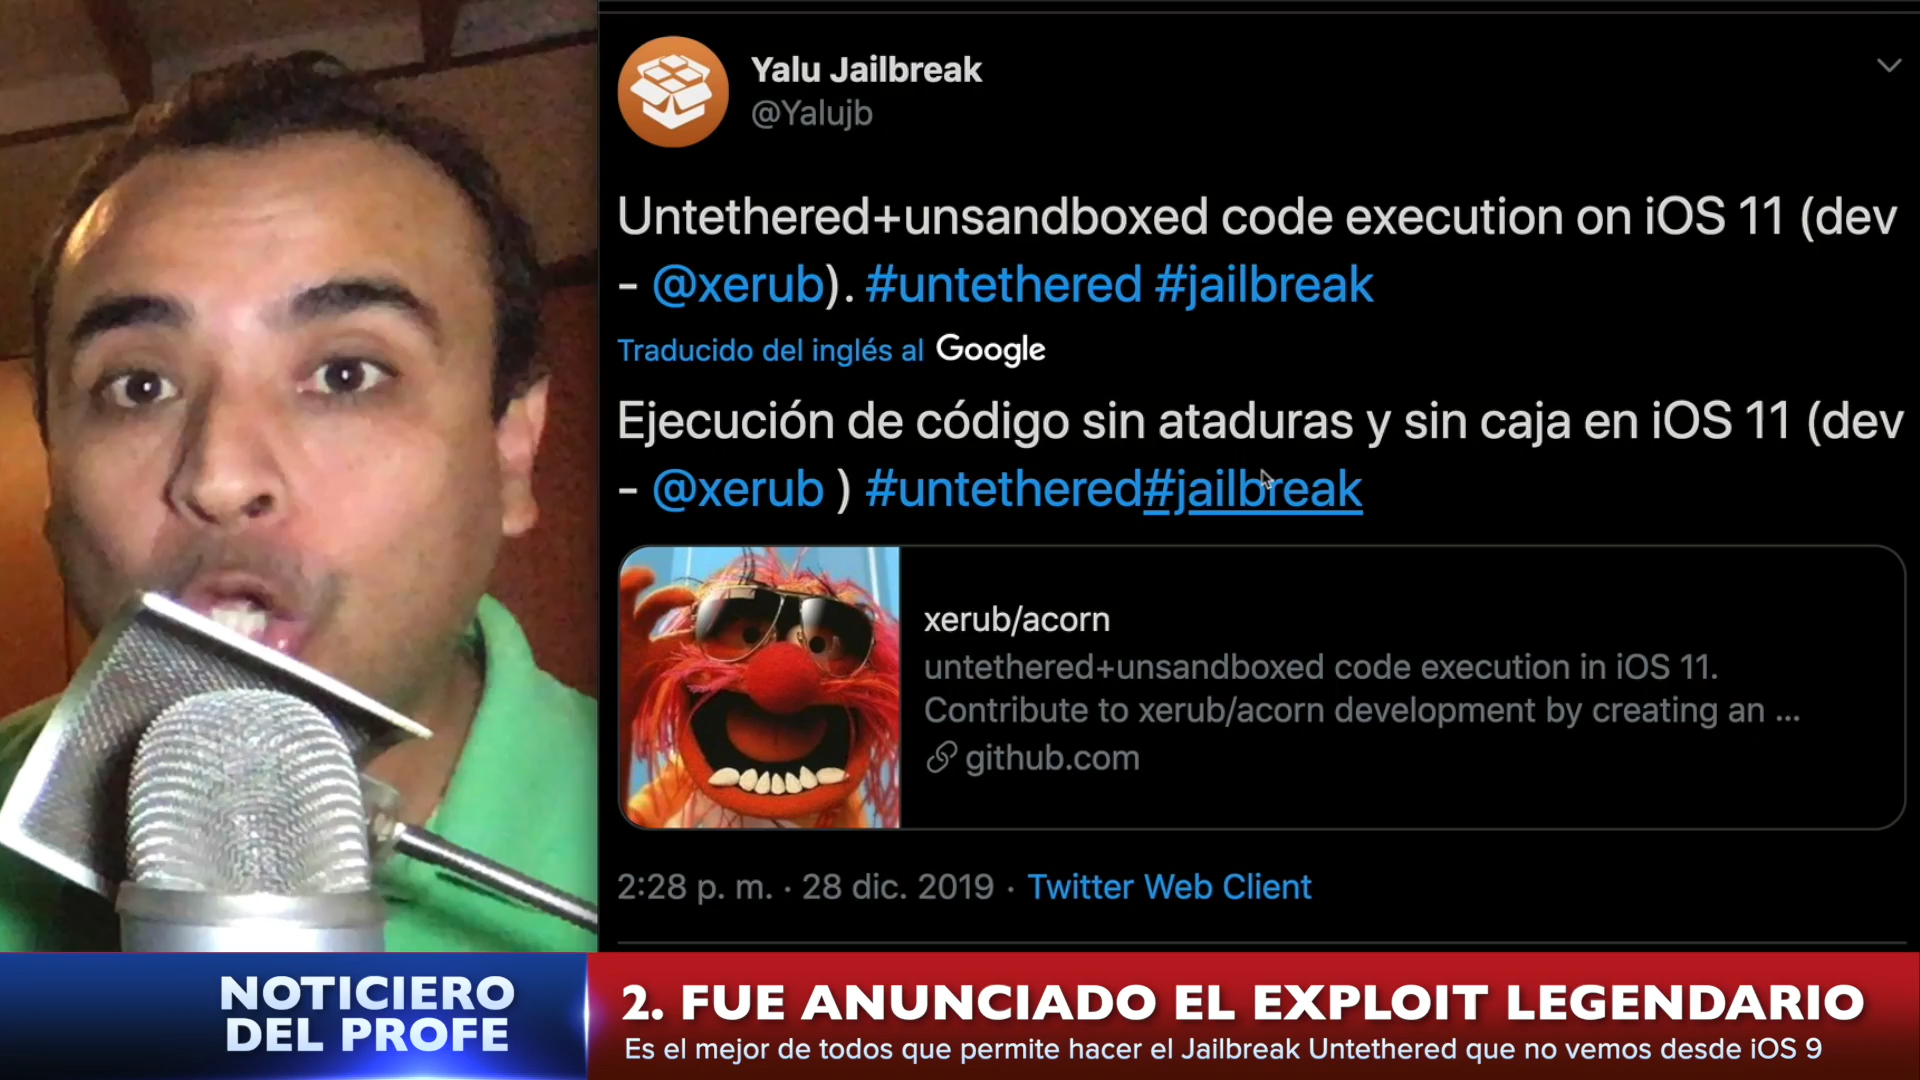 Yalu Jailbreak
@Yalujb
Untethered+unsandboxed code execution on iOS 11 (dev
- @xerub). #untethered #jailbreak
Traducido del inglés al Google
Ejecución de código sin ataduras y sin caja en iOS 11 (dev
- @xerub ) #untethered#jailbreak
xerub/acorn
untethered+unsandboxed code execution in iOS 11.
Contribute to xerub/acorn development by creating an ...
github.com
2:28 p. m. · 28 dic. 2019 · Twitter Web Client
NOTICIERO
DEL PROFE
2. FUE ANUNCIADO EL EXPLOIT LEGENDARIO
Es el mejor de todos que permite hacer el Jailbreak Untethered que no vemos desde iOS 9